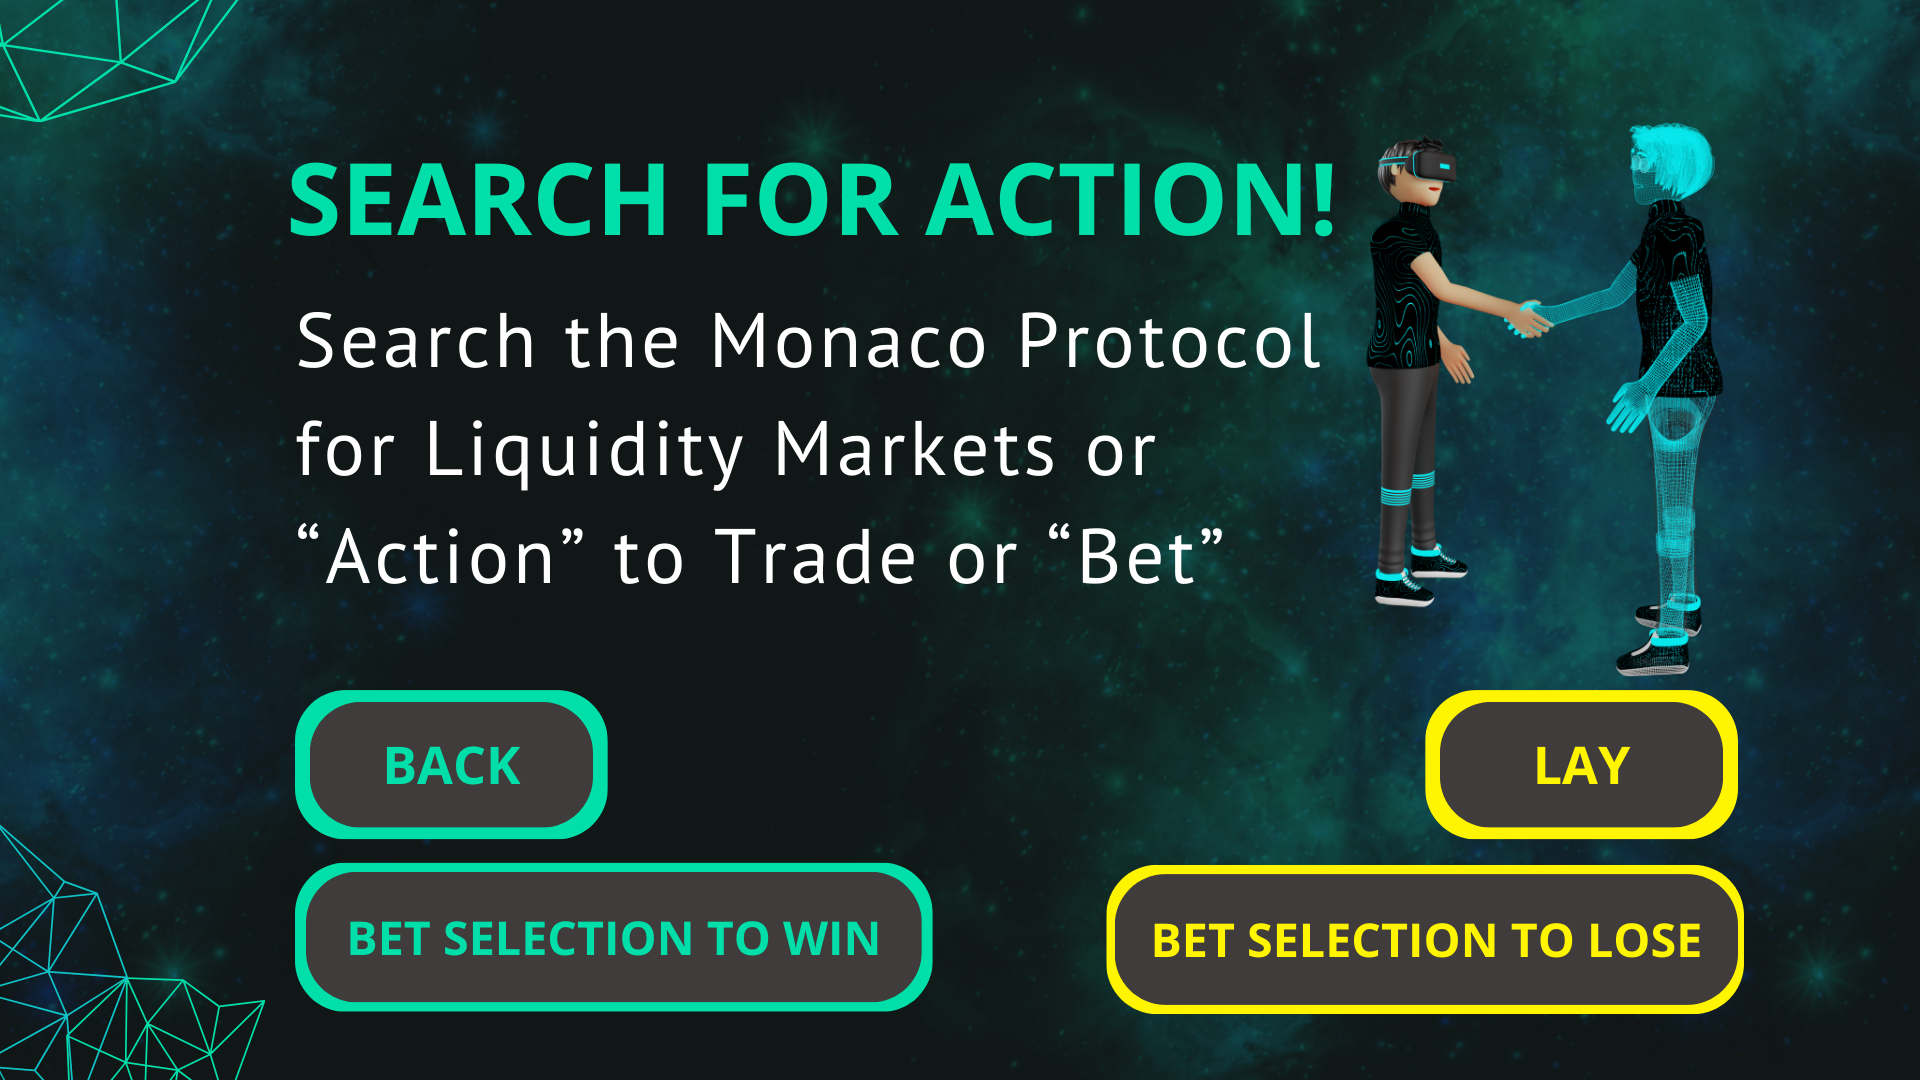 SEARCH FOR ACTION!
Search the Monaco Protocol
for Liquidity Markets or
“Action” to Trade or “Bet”
BACK
LAY
BET SELECTION TO WIN
BET SELECTION TO LOSE